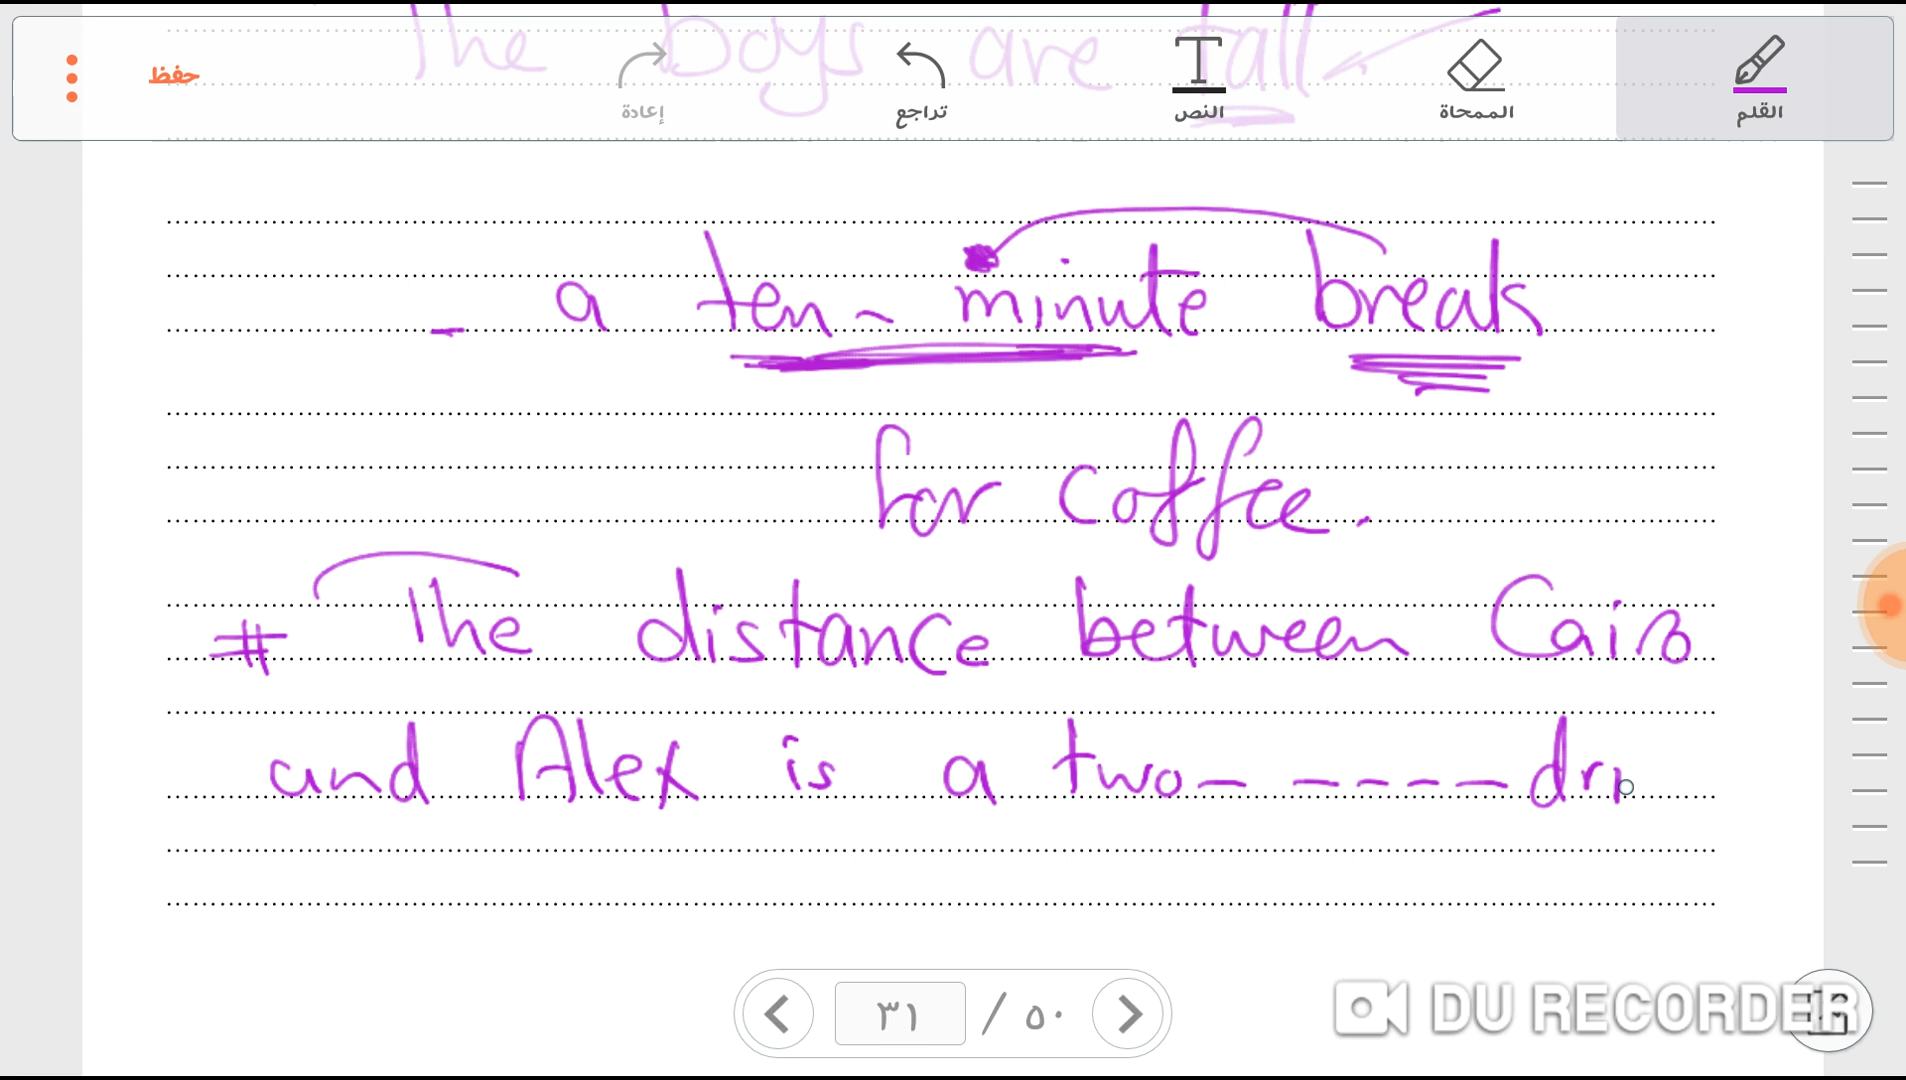 The boys are tall
حفظ
إعادة
تراجع
النص
الممحاة
القلم
- a ten - minute break
for coffee.
# The distance between Cairo
and Alex is a two - - - - - dri
٣١ / ٥٠
DU RECORDER